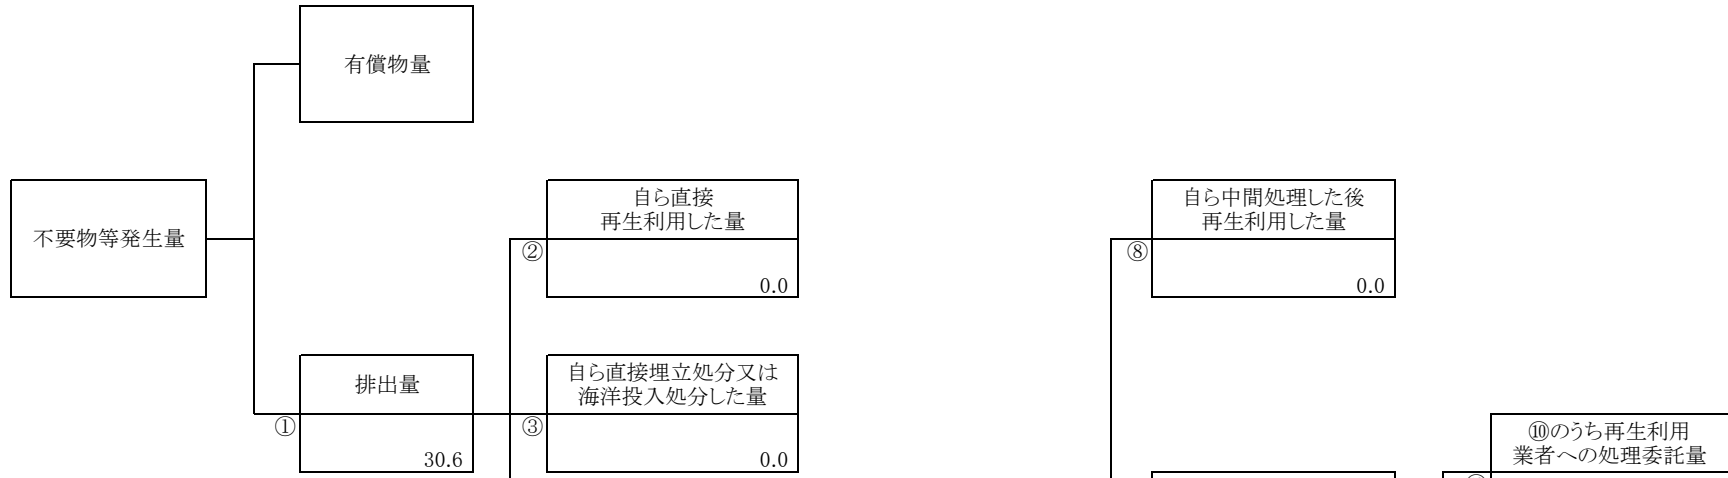 有償物量
不要物等発生量
自ら直接
再生利用した量
②
0.0
自ら中間処理した後
再生利用した量
⑧
0.0
排出量
①
30.6
自ら直接埋立処分又は
海洋投入処分した量
③
0.0
⑩のうち再生利用
業者への処理委託量